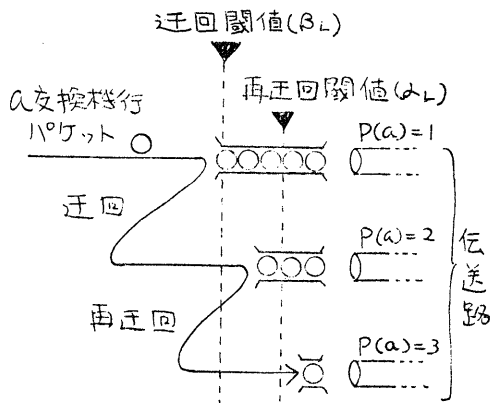 迂回閾値(βL)
再迂回閾値(αL)
a交換機行
パケット
P(a)=1
迂回
P(a)=2
伝送路
再迂回
P(a)=3